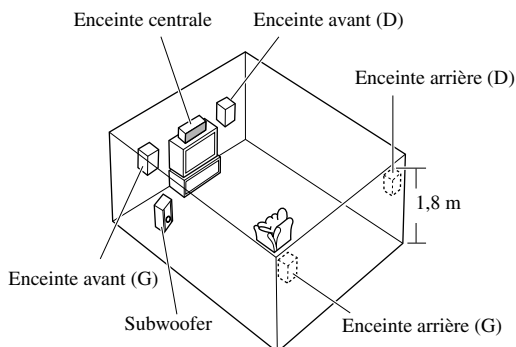 Enceinte centrale
Enceinte avant (D)
Enceinte arrière (D)
1,8 m
Enceinte avant (G)
Subwoofer
Enceinte arrière (G)